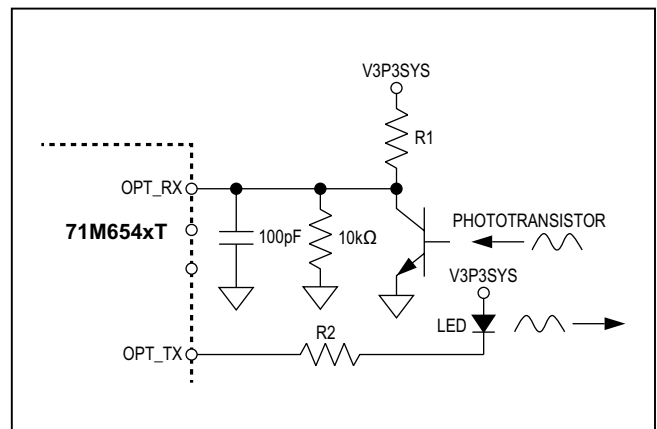 V3P3SYS
R1
OPT_RX
71M654xT
100pF
10kΩ
PHOTOTRANSISTOR
V3P3SYS
LED
R2
OPT_TX